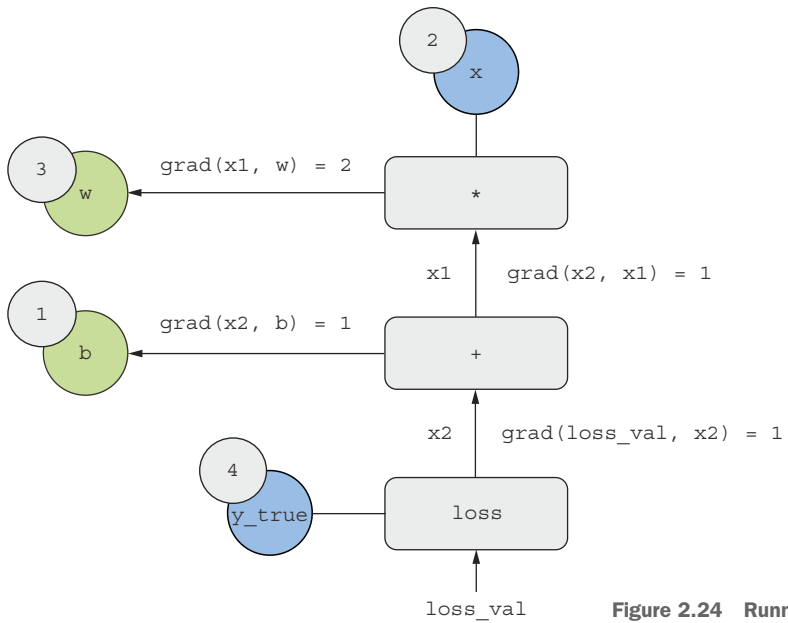 2
x
3
w
grad(x1, w) = 2
*
x1
grad(x2, x1) = 1
1
b
grad(x2, b) = 1
+
x2
grad(loss_val, x2) = 1
4
y_true
loss
loss_val
Figure 2.24